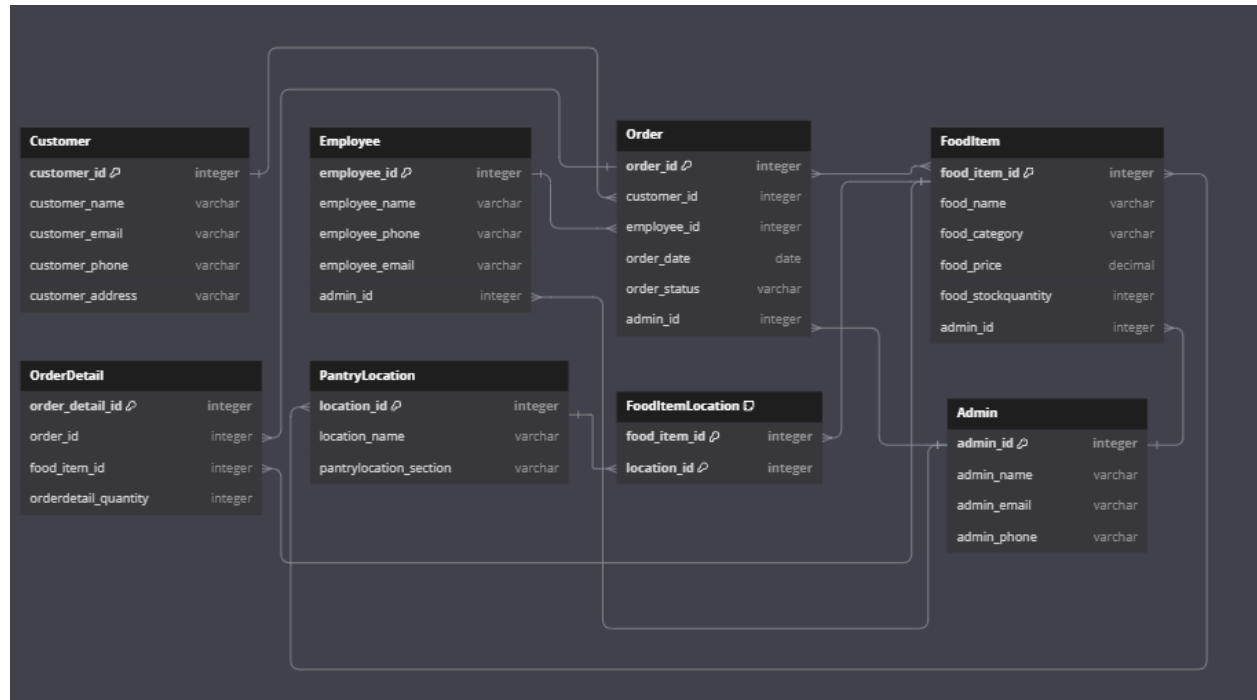 Customer
customer_id integer
customer_name varchar
customer_email varchar
customer_phone varchar
customer_address varchar
Employee
employee_id integer
employee_name varchar
employee_phone varchar
employee_email varchar
admin_id integer
Order
order_id integer
customer_id integer
employee_id integer
order_date date
order_status varchar
admin_id integer
FoodItem
food_item_id integer
food_name varchar
food_category varchar
food_price decimal
food_stockquantity integer
admin_id integer
OrderDetail
order_detail_id integer
order_id integer
food_item_id integer
orderdetail_quantity integer
PantryLocation
location_id integer
location_name varchar
pantrylocation_section varchar
FoodItemLocation
food_item_id integer
location_id integer
Admin
admin_id integer
admin_name varchar
admin_email varchar
admin_phone varchar